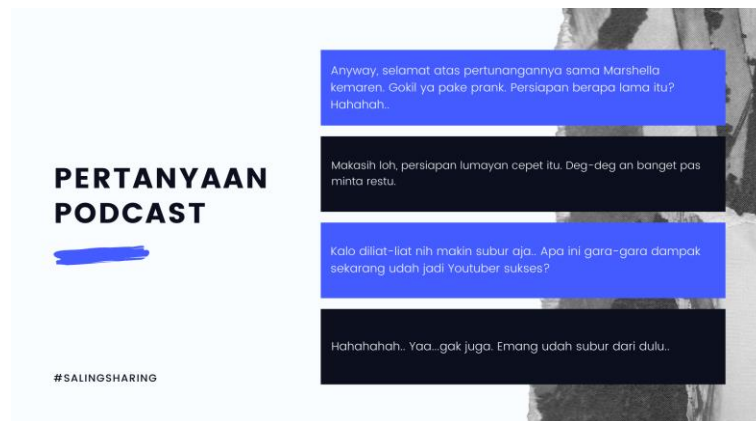 PERTANYAAN
PODCAST
#SALINGSHARING
Anyway, selamat atas pertunangannya sama Marshella
kemaren. Gokil ya pake prank. Persiapan berapa lama itu?
Hahahah..
Makasih loh, persiapan lumayan cepet itu. Deg-deg an banget pas
minta restu.
Kalo diliat-liat nih makin subur aja.. Apa ini gara-gara dampak
sekarang udah jadi Youtuber sukses?
Hahahahah.. Yaa...gak juga. Emang udah subur dari dulu..